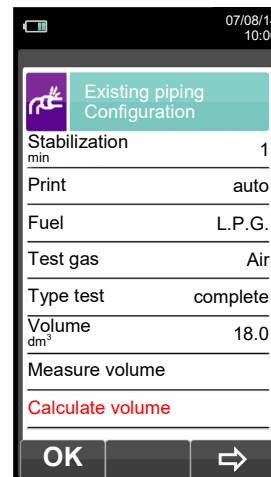 07/08/1
10:0
Existing piping
Configuration
Stabilization
min
1
Print
auto
Fuel
L.P.G.
Test gas
Air
Type test
complete
Volume
dm³
18.0
Measure volume
Calculate volume
OK